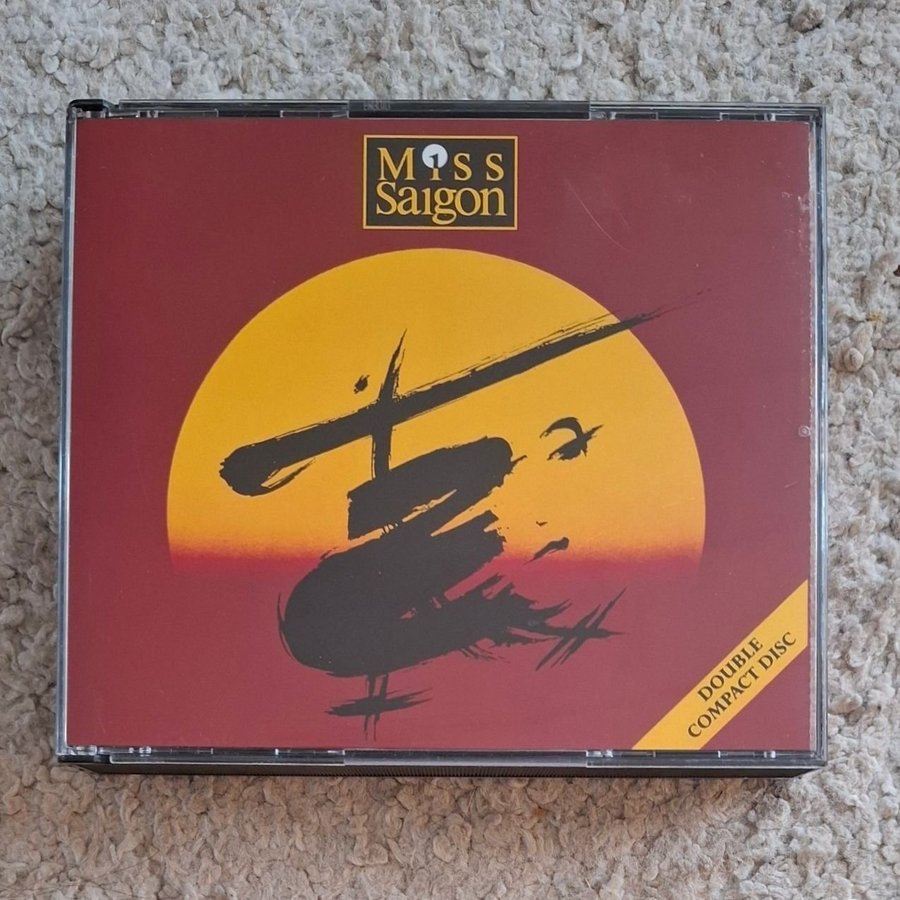 Miss
Saigon
DOUBLE
COMPACT DISC